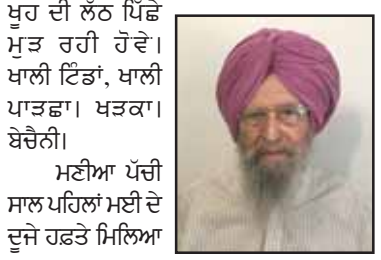 ਖੂਹ ਦੀ ਲੱਠ ਪਿੱਛੇ
ਮੁੜ ਰਹੀ ਹੋਵੇ।
ਖਾਲੀ ਟਿੰਡਾਂ, ਖਾਲੀ
ਪਾੜਛਾ। ਖੜਕਾ।
ਬੇਚੈਨੀ।
ਮਣੀਆ ਪੱਚੀ
ਸਾਲ ਪਹਿਲਾਂ ਮਈ ਦੇ
ਦੂਜੇ ਹਫ਼ਤੇ ਮਿਲਿਆ